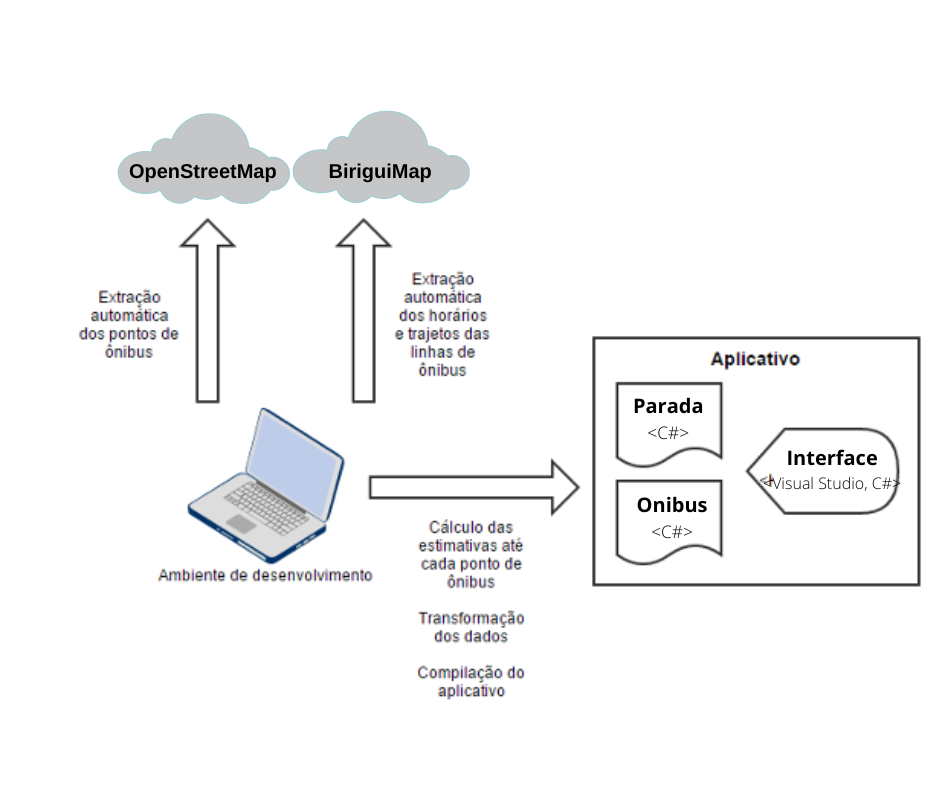 OpenStreetMap
BiriguiMap
Extração
automática
dos pontos de
ônibus
Extração
automática
dos horários
e trajetos das
linhas de
ônibus
Ambiente de desenvolvimento
Cálculo das
estimativas até
cada ponto de
ônibus
Transformação
dos dados
Compilação do
aplicativo
Aplicativo
Parada
<C#>
Onibus
<C#>
Interface
<Visual Studio, C#>